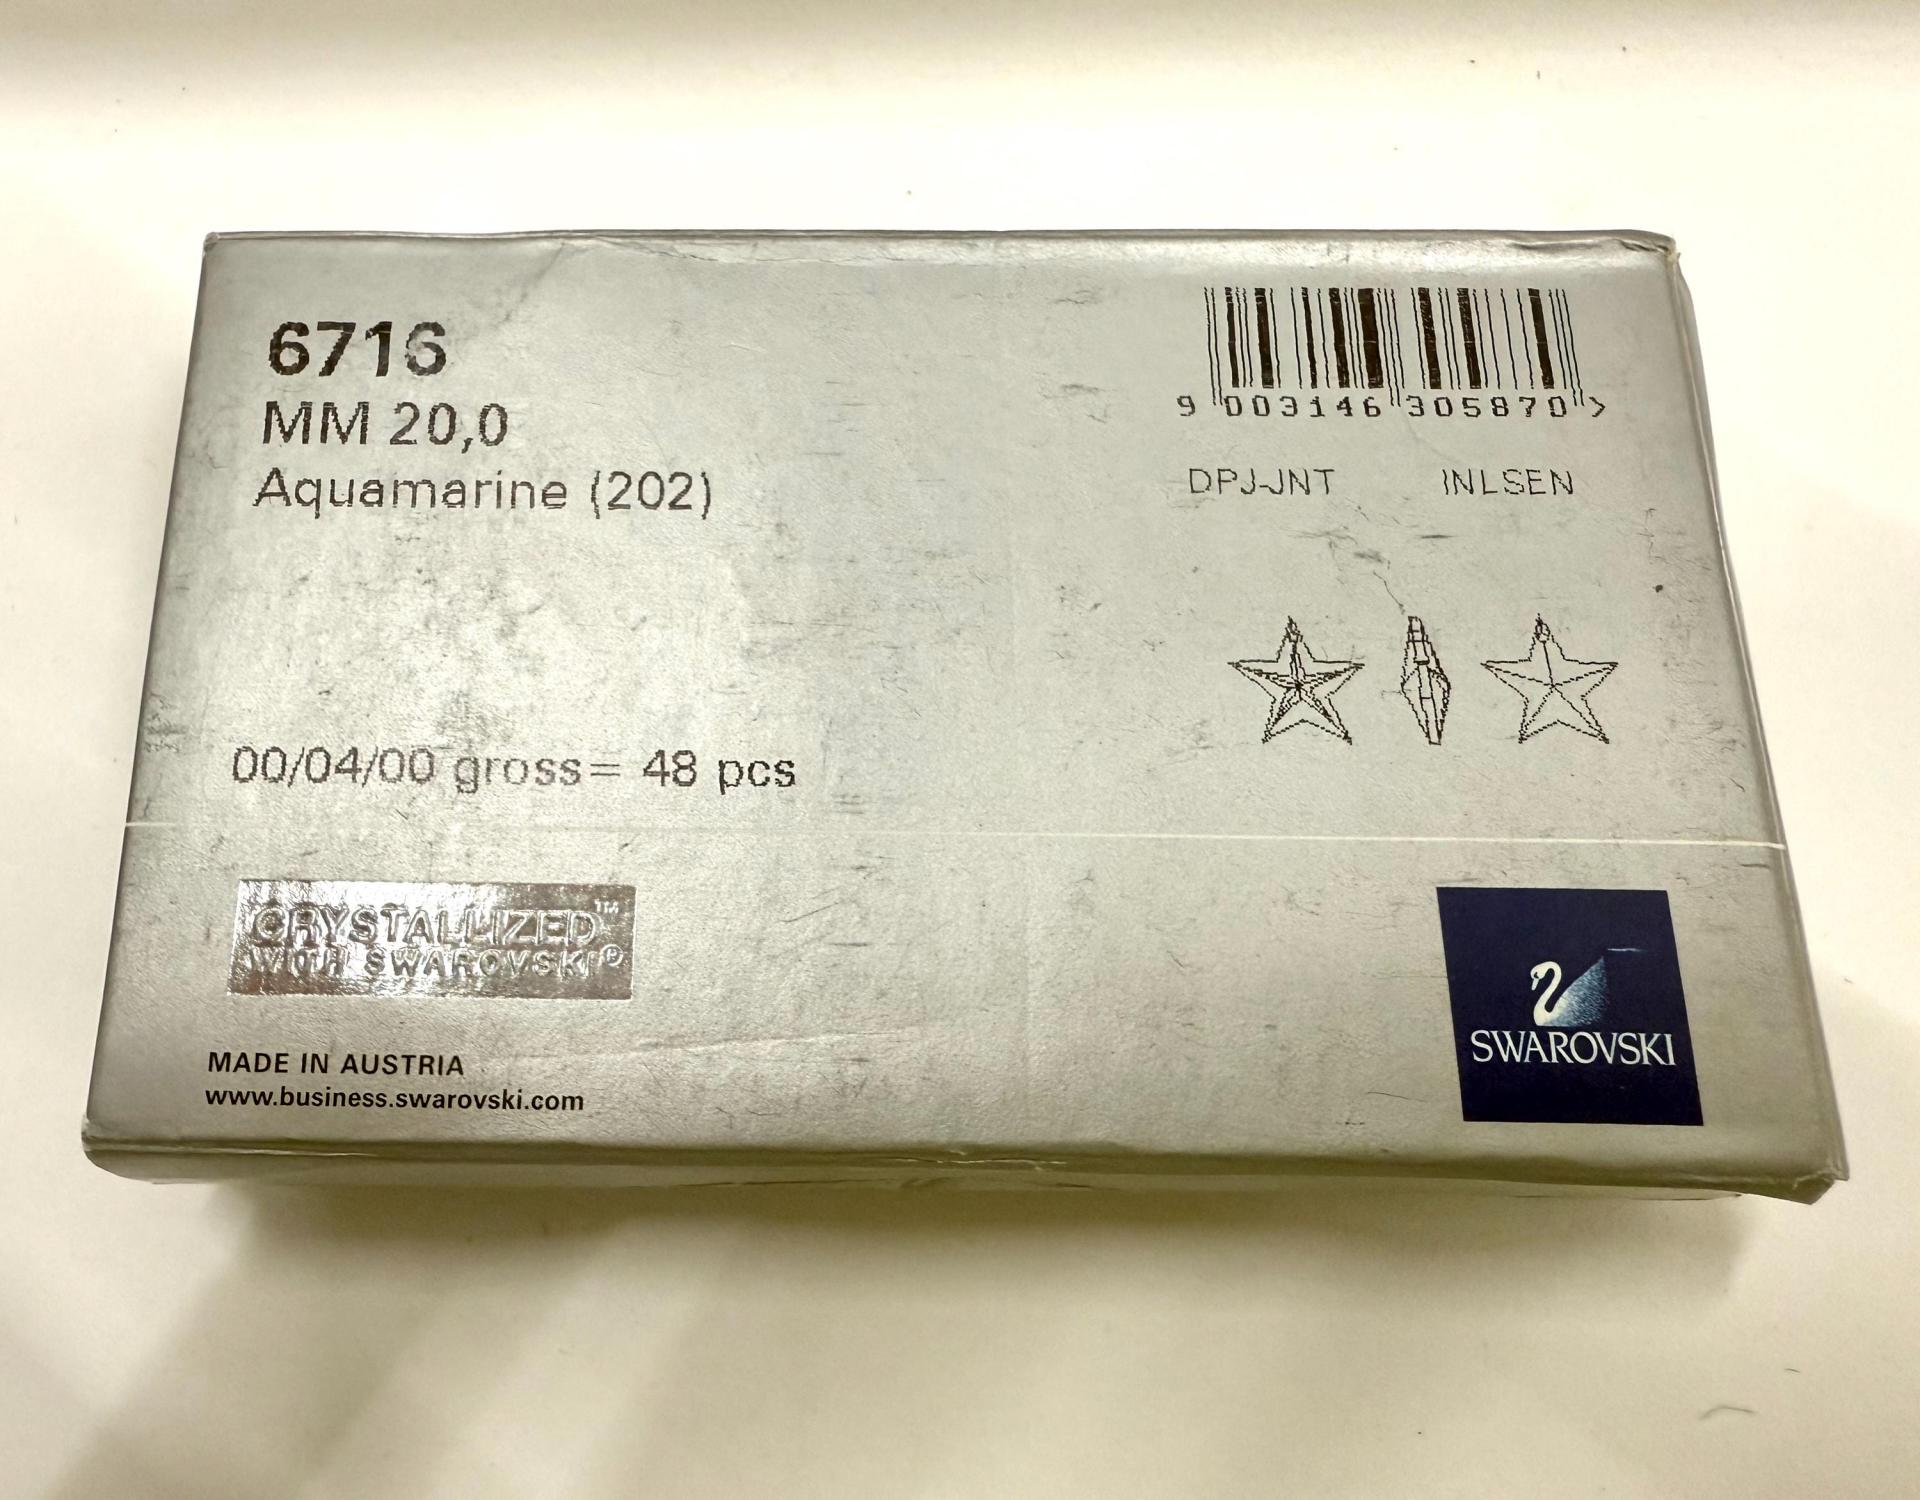 6716
MM 20,0
Aquamarine (202)
9 003146 305870 >
DPJ-JNT INLSEN
00/04/00 gross= 48 pcs
CRYSTALLIZED™
WITH SWAROVSKI®
MADE IN AUSTRIA
www.business.swarovski.com
SWAROVSKI